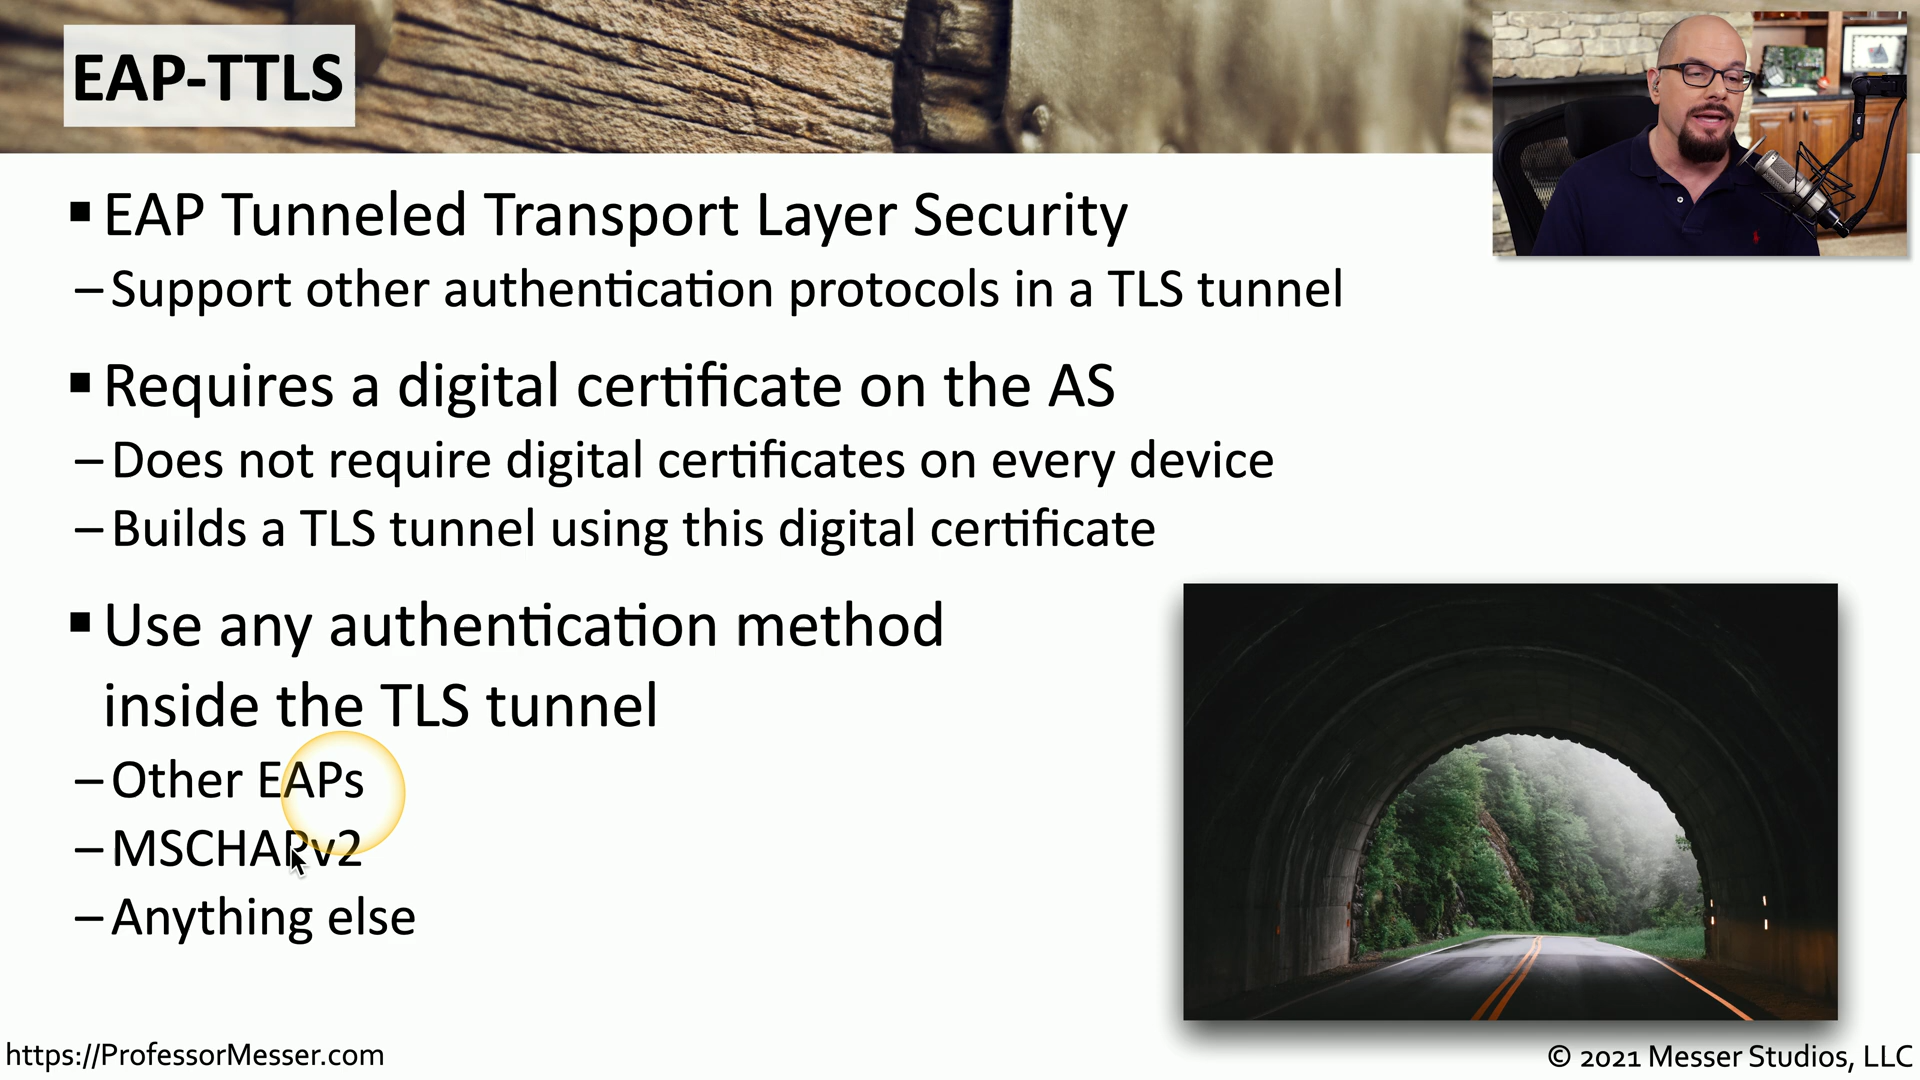 EAP-TTLS
▪ EAP Tunneled Transport Layer Security
– Support other authentication protocols in a TLS tunnel
▪ Requires a digital certificate on the AS
– Does not require digital certificates on every device
– Builds a TLS tunnel using this digital certificate
▪ Use any authentication method
inside the TLS tunnel
– Other EAPs
– MSCHAPv2
– Anything else
https://ProfessorMesser.com
© 2021 Messer Studios, LLC